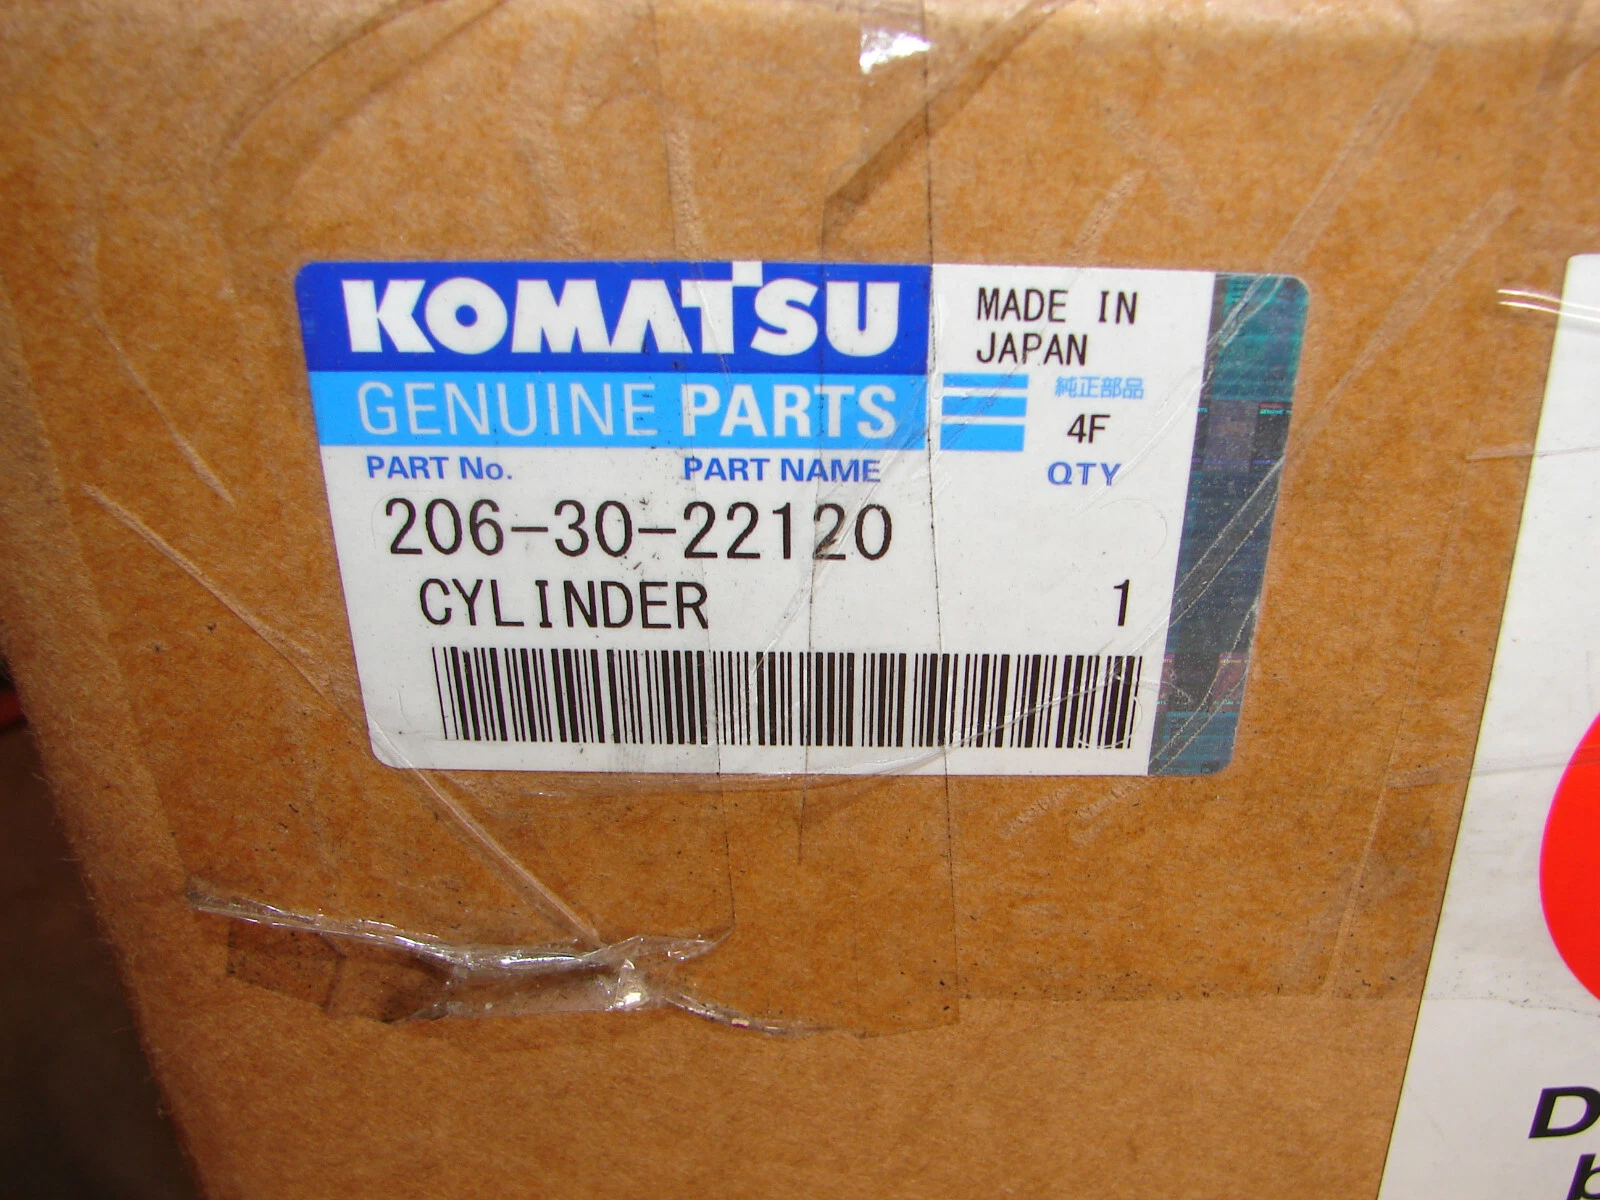 KOMATSU
GENUINE PARTS
MADE IN
JAPAN
純正部品
4F
PART No.
PART NAME
QTY
206-30-22120
CYLINDER
1